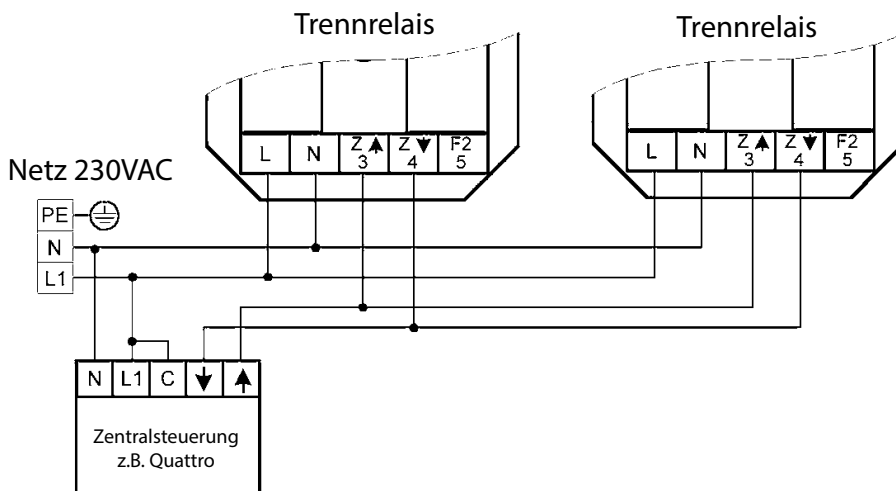 Trennrelais
Trennrelais
L N Z 3 Z 4 F2 5
L N Z 3 Z 4 F2 5
Netz 230VAC
PE
N
L1
N L1 C
Zentralsteuerung
z.B. Quattro